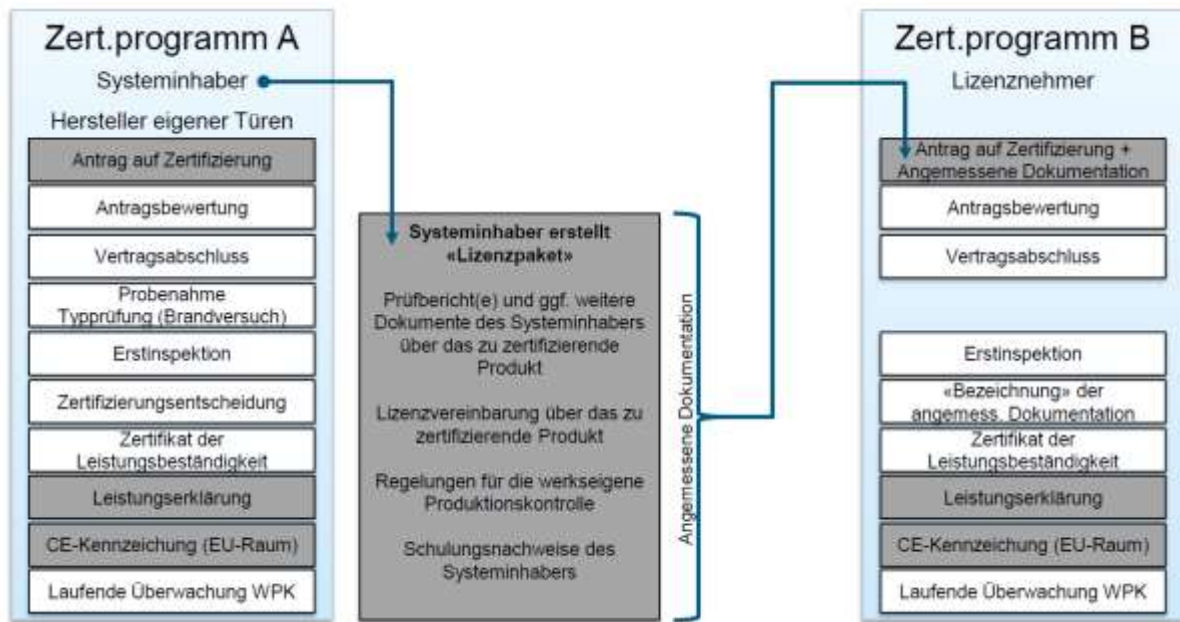 Zert.programm A
Systeminhaber
Hersteller eigener Türen
Antrag auf Zertifizierung
Antragsbewertung
Vertragsabschluss
Probenahme
Typprüfung (Brandversuch)
Erstinspektion
Zertifizierungsentscheidung
Zertifikat der
Leistungsbeständigkeit
Leistungserklärung
CE-Kennzeichung (EU-Raum)
Laufende Überwachung WPK
Systeminhaber erstellt
«Lizenzpaket»
Prüfbericht(e) und ggf. weitere
Dokumente des Systeminhabers
über das zu zertifizierende
Produkt
Lizenzvereinbarung über das zu
zertifizierende Produkt
Regelungen für die werkseigene
Produktionskontrolle
Schulungsnachweise des
Systeminhabers
Angemessene Dokumentation
Zert.programm B
Lizenznehmer
Antrag auf Zertifizierung +
Angemessene Dokumentation
Antragsbewertung
Vertragsabschluss
Erstinspektion
«Bezeichnung» der
angemess. Dokumentation
Zertifikat der
Leistungsbeständigkeit
Leistungserklärung
CE-Kennzeichung (EU-Raum)
Laufende Überwachung WPK